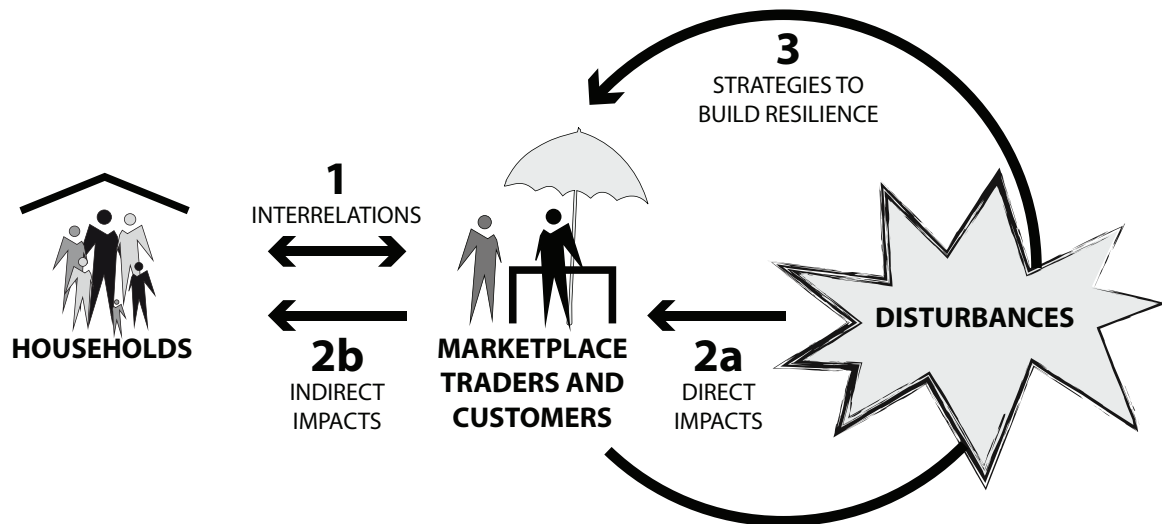 3
STRATEGIES TO
BUILD RESILIENCE
1
INTERRELATIONS
HOUSEHOLDS
2b
INDIRECT
IMPACTS
MARKETPLACE
TRADERS AND
CUSTOMERS
2a
DIRECT
IMPACTS
DISTURBANCES